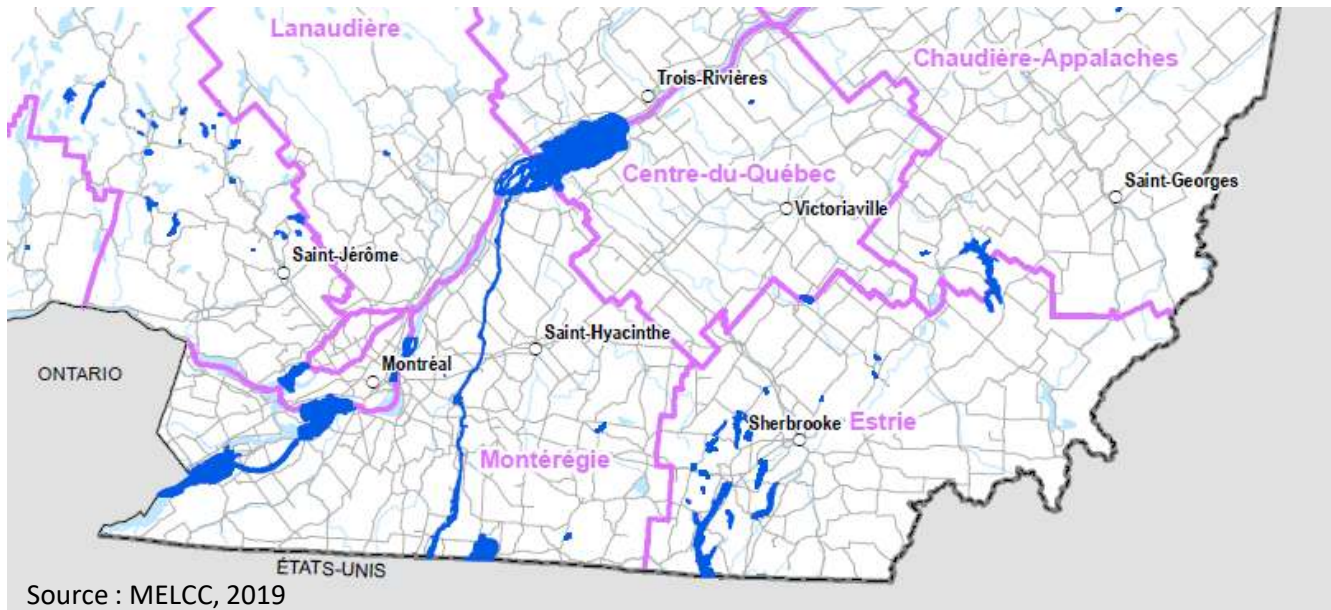 Lanaudière
Chaudière-Appalaches
Trois-Rivières
Centre-du-Québec
Saint-Georges
Victoriaville
Saint-Jérôme
Saint-Hyacinthe
ONTARIO
Montréal
Sherbrooke
Estrie
Montérégie
ÉTATS-UNIS
Source : MELCC, 2019